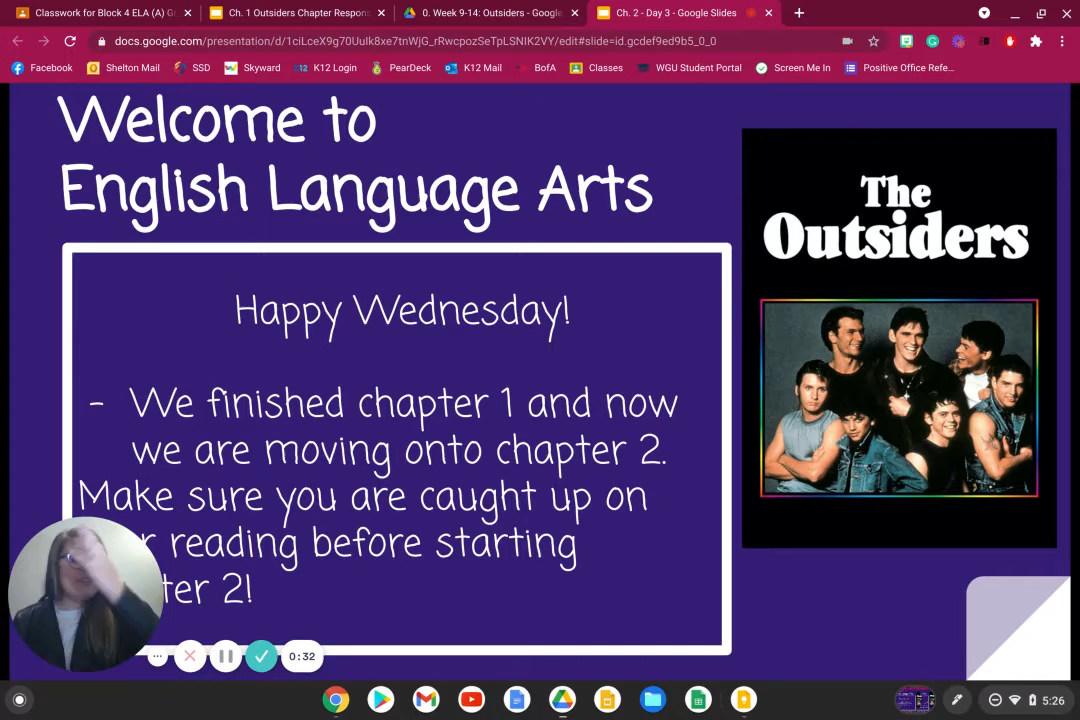 Classwork for Block 4 ELA (A) G
Ch. 1 Outsiders Chapter Respon
0. Week 9-14: Outsiders - Google
Ch. 2 - Day 3 - Google Slides
docs.google.com/presentation/d/1ciLceX9g70UuIk8xe7tnWjG_rRwcpozSeTpLSNIK2VY/edit#slide=id.gcdef9ed9b5_0_0
Facebook
Shelton Mail
SSD
Skyward
K12 K12 Login
PearDeck
K12 Mail
BofA
Classes
WGU Student Portal
Screen Me In
Positive Office Refe...
Welcome to
English Language Arts
Happy Wednesday!
- We finished chapter 1 and now
we are moving onto chapter 2.
Make sure you are caught up on
r reading before starting
ter 2!
The
Outsiders
0:32
5:26